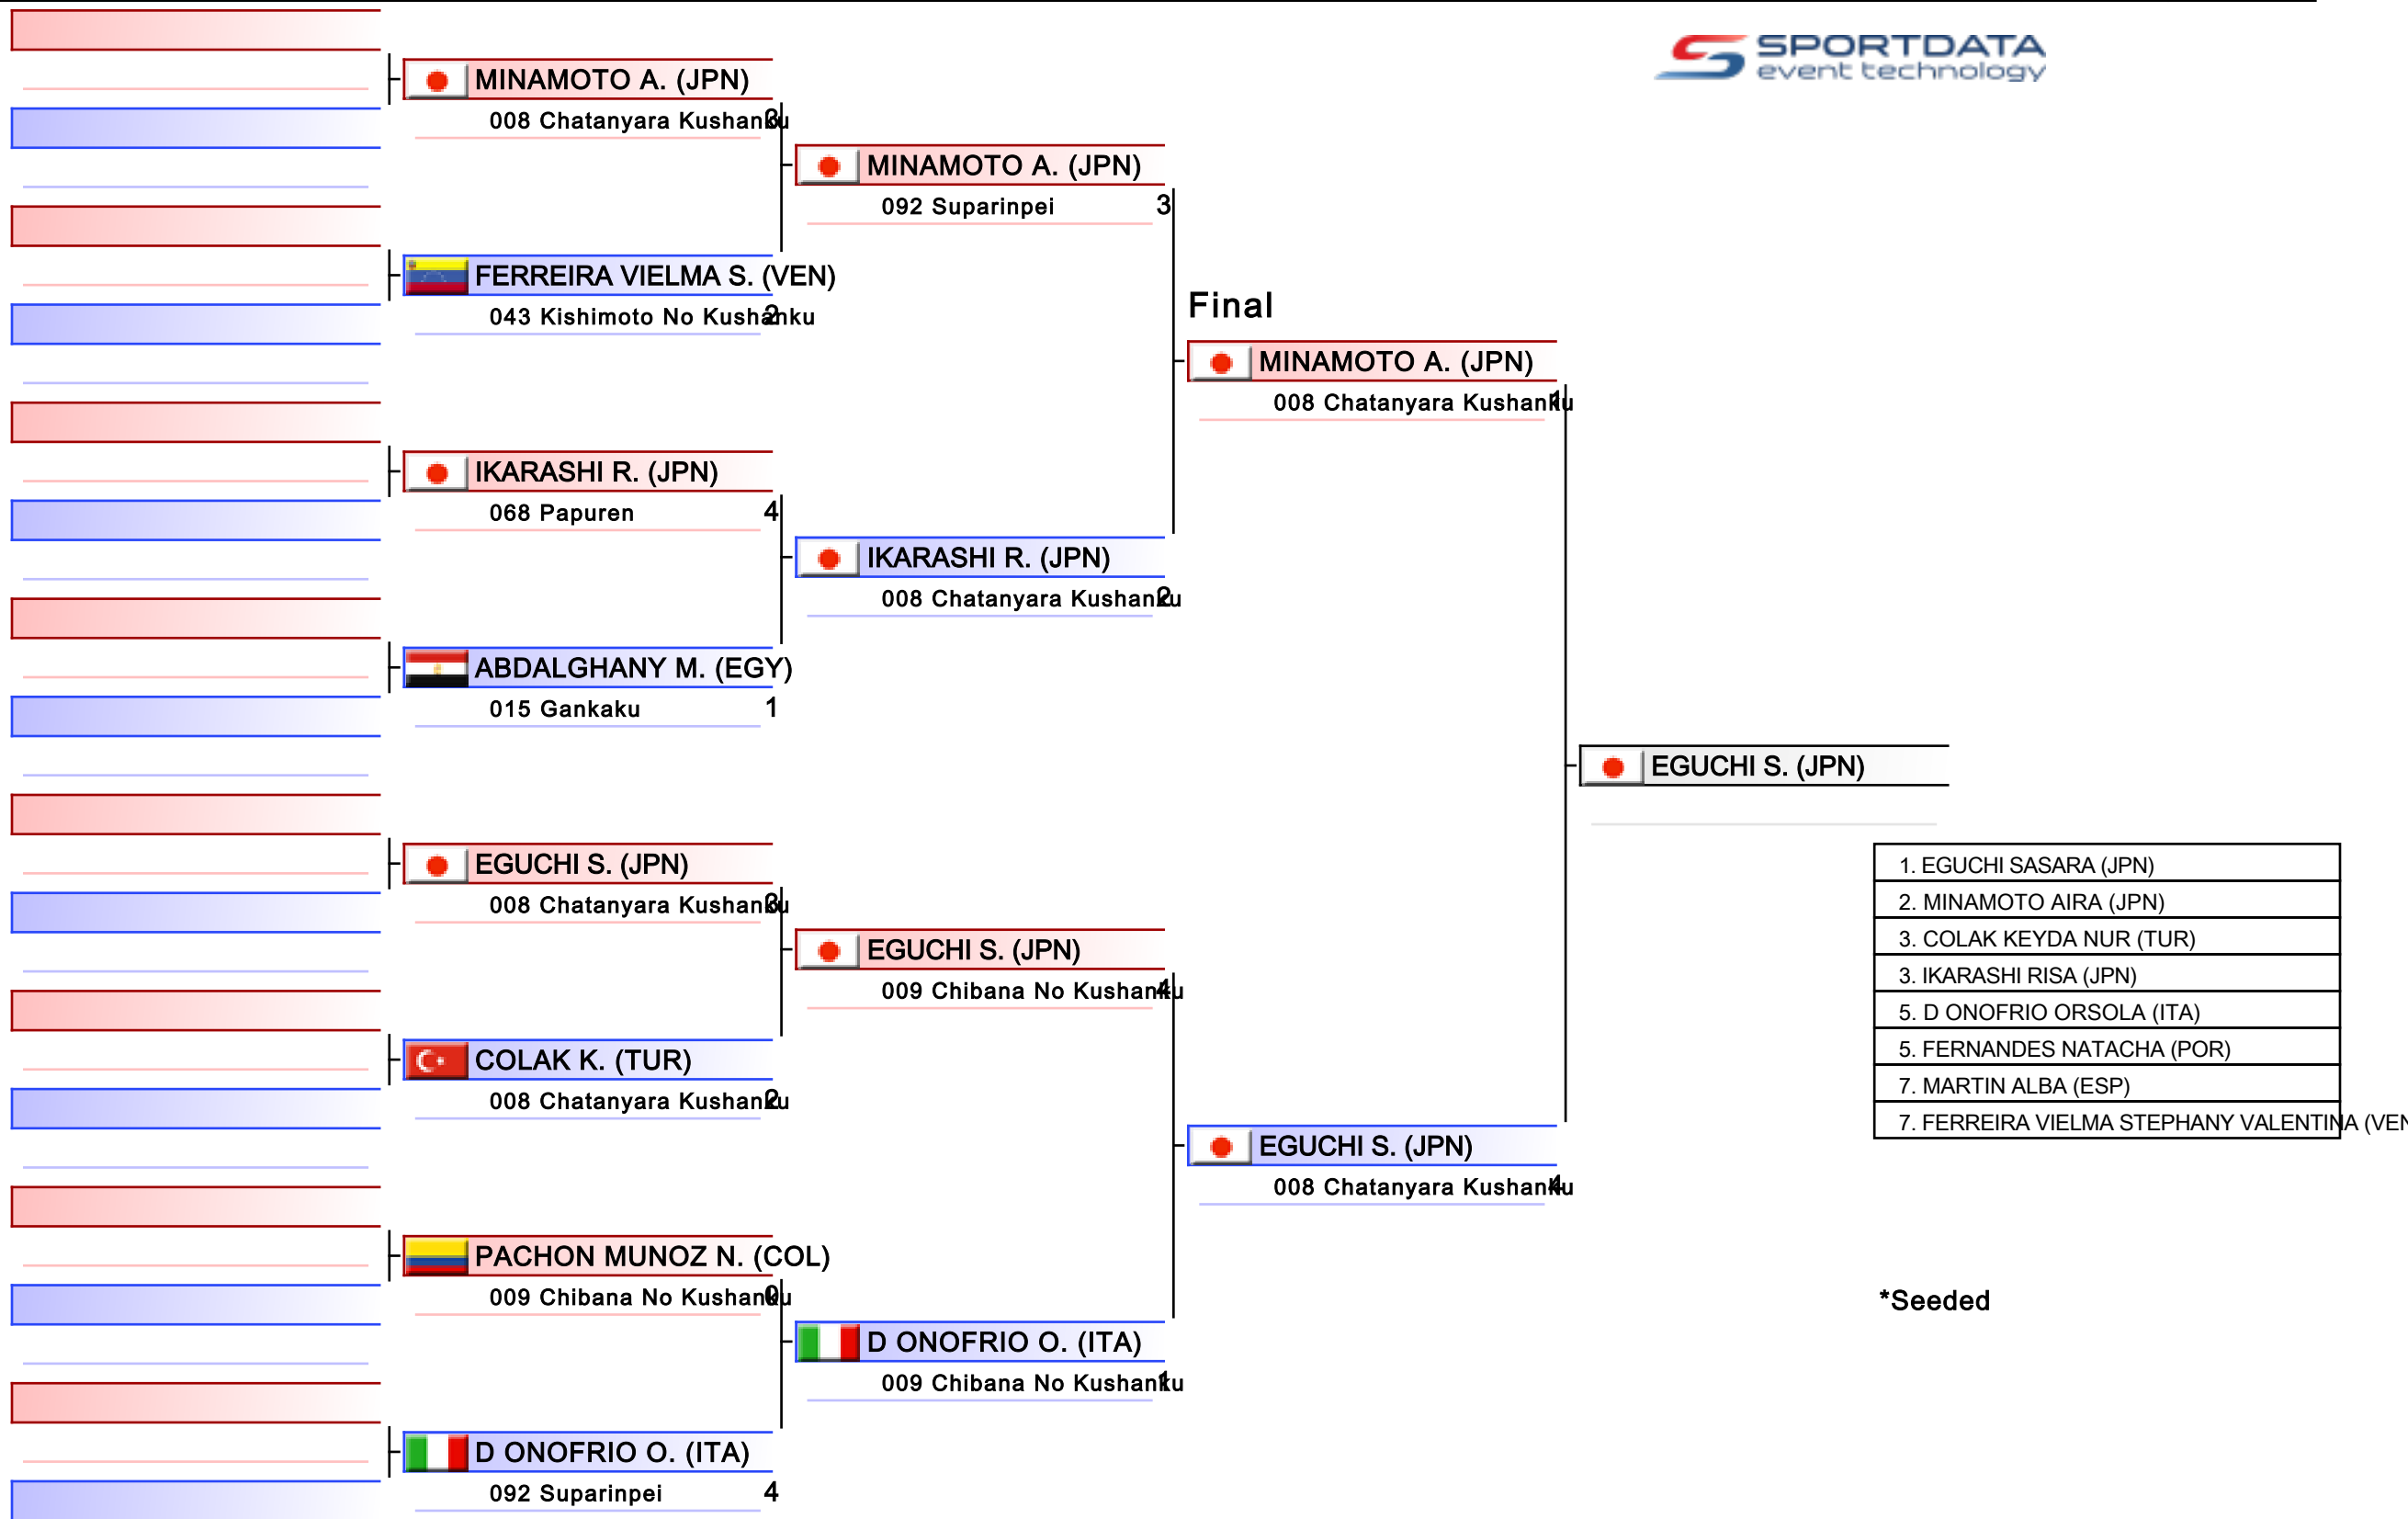 SPORTDATA
event technology
MINAMOTO A. (JPN)
008 Chatanyara Kushanku 3
MINAMOTO A. (JPN)
092 Suparinpei 3
FERREIRA VIELMA S. (VEN)
043 Kishimoto No Kushanku 2
Final
MINAMOTO A. (JPN)
008 Chatanyara Kushanku 1
IKARASHI R. (JPN)
068 Papuren 4
IKARASHI R. (JPN)
008 Chatanyara Kushanku 2
ABDALGHANY M. (EGY)
015 Gankaku 1
EGUCHI S. (JPN)
EGUCHI S. (JPN)
008 Chatanyara Kushanku 3
EGUCHI S. (JPN)
009 Chibana No Kushanku 4
COLAK K. (TUR)
008 Chatanyara Kushanku 2
EGUCHI S. (JPN)
008 Chatanyara Kushanku 4
PACHON MUNOZ N. (COL)
009 Chibana No Kushanku 0
D ONOFRIO O. (ITA)
009 Chibana No Kushanku 1
D ONOFRIO O. (ITA)
092 Suparinpei 4
1. EGUCHI SASARA (JPN)
2. MINAMOTO AIRA (JPN)
3. COLAK KEYDA NUR (TUR)
3. IKARASHI RISA (JPN)
5. D ONOFRIO ORSOLA (ITA)
5. FERNANDES NATACHA (POR)
7. MARTIN ALBA (ESP)
7. FERREIRA VIELMA STEPHANY VALENTINA (VEN
*Seeded